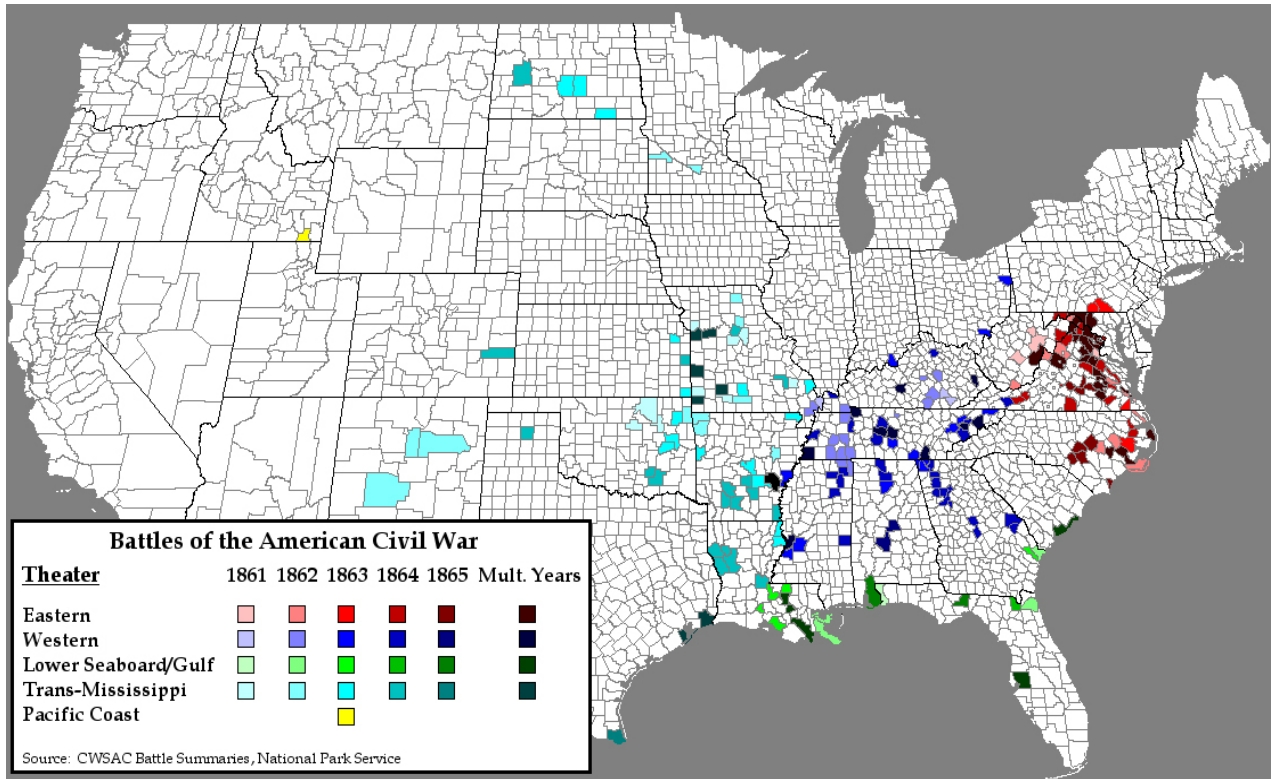 Battles of the American Civil War
Theater 1861 1862 1863 1864 1865 Mult. Years
Eastern
Western
Lower Seaboard/Gulf
Trans-Mississippi
Pacific Coast
Source: CWSAC Battle Summaries, National Park Service